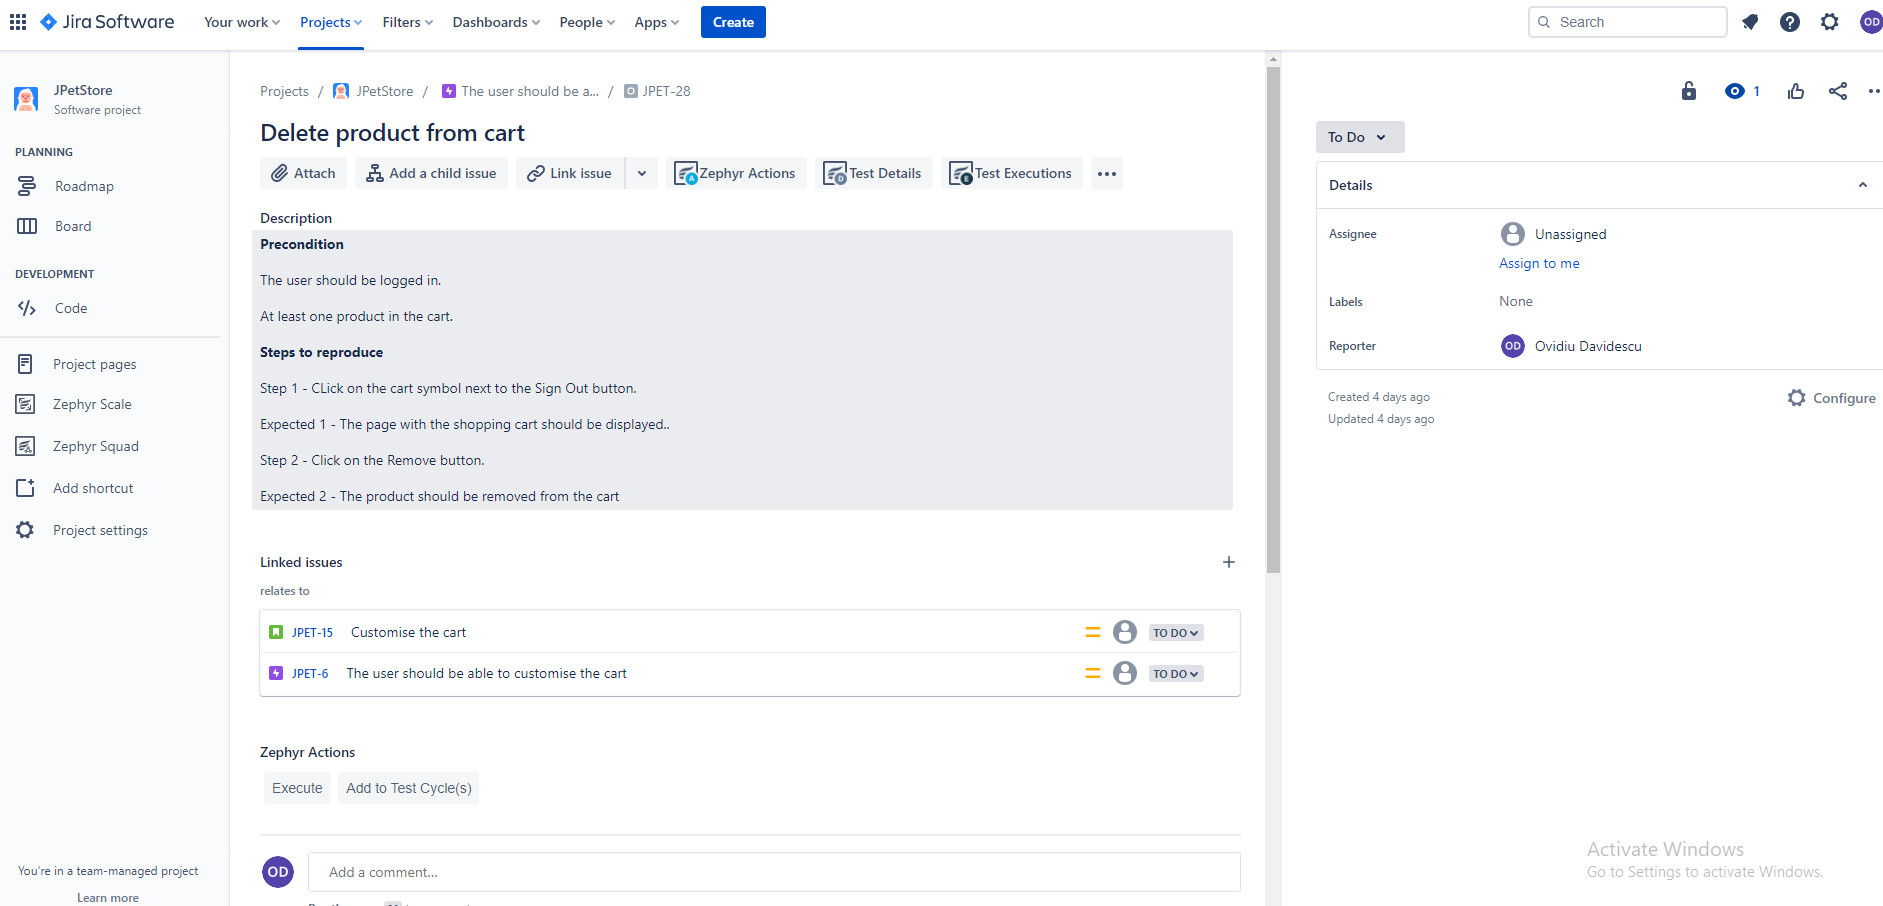 Jira Software Your work Projects Filters Dashboards People Apps Create Search OD
JPetStore
Software project
PLANNING
Roadmap
Board
DEVELOPMENT
Code
Project pages
Zephyr Scale
Zephyr Squad
Add shortcut
Project settings
You're in a team-managed project
Learn more
Projects / JPetStore / The user should be a... / JPET-28
Delete product from cart
Attach Add a child issue Link issue Zephyr Actions Test Details Test Executions
Description
Precondition
The user should be logged in.
At least one product in the cart.
Steps to reproduce
Step 1 - CLick on the cart symbol next to the Sign Out button.
Expected 1 - The page with the shopping cart should be displayed..
Step 2 - Click on the Remove button.
Expected 2 - The product should be removed from the cart
Linked issues
relates to
JPET-15 Customise the cart TO DO
JPET-6 The user should be able to customise the cart TO DO
Zephyr Actions
Execute Add to Test Cycle(s)
OD Add a comment...
1
To Do
Details
Assignee Unassigned
Assign to me
Labels None
Reporter OD Ovidiu Davidescu
Created 4 days ago
Updated 4 days ago
Configure
Activate Windows
Go to Settings to activate Windows.